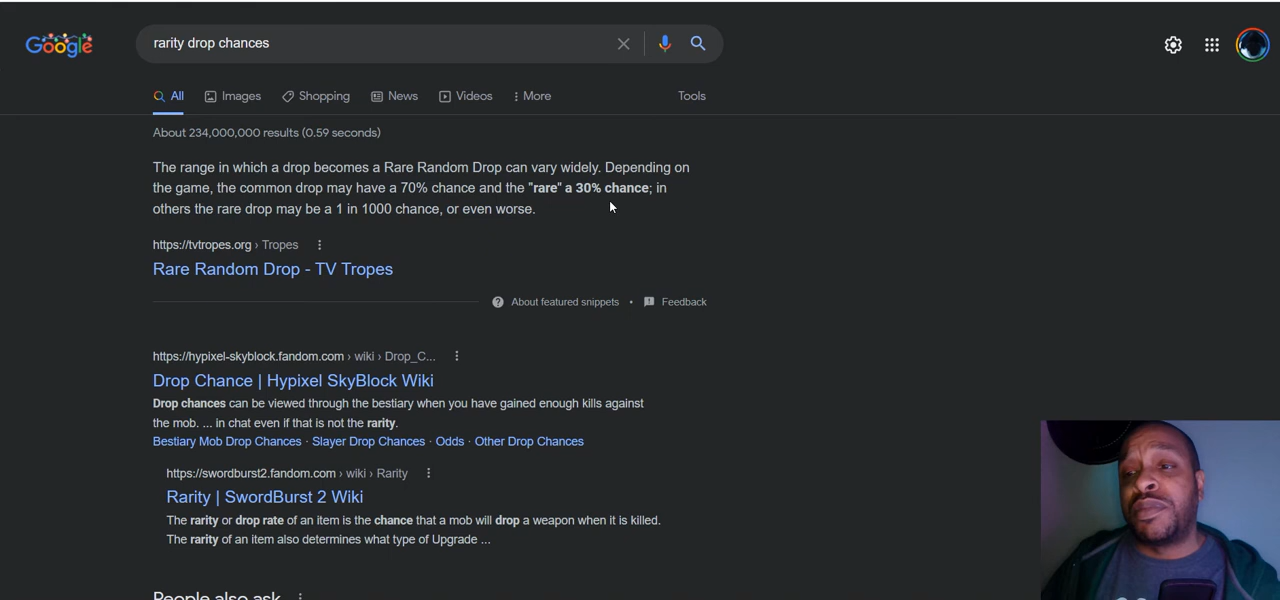 Google
rarity drop chances
All Images Shopping News Videos More Tools
About 234,000,000 results (0.59 seconds)
The range in which a drop becomes a Rare Random Drop can vary widely. Depending on
the game, the common drop may have a 70% chance and the "rare" a 30% chance; in
others the rare drop may be a 1 in 1000 chance, or even worse.
https://tvtropes.org › Tropes
Rare Random Drop - TV Tropes
About featured snippets • Feedback
https://hypixel-skyblock.fandom.com › wiki › Drop_C...
Drop Chance | Hypixel SkyBlock Wiki
Drop chances can be viewed through the bestiary when you have gained enough kills against
the mob. ... in chat even if that is not the rarity.
Bestiary Mob Drop Chances · Slayer Drop Chances · Odds · Other Drop Chances
https://swordburst2.fandom.com › wiki › Rarity
Rarity | SwordBurst 2 Wiki
The rarity or drop rate of an item is the chance that a mob will drop a weapon when it is killed.
The rarity of an item also determines what type of Upgrade ...
People also ask